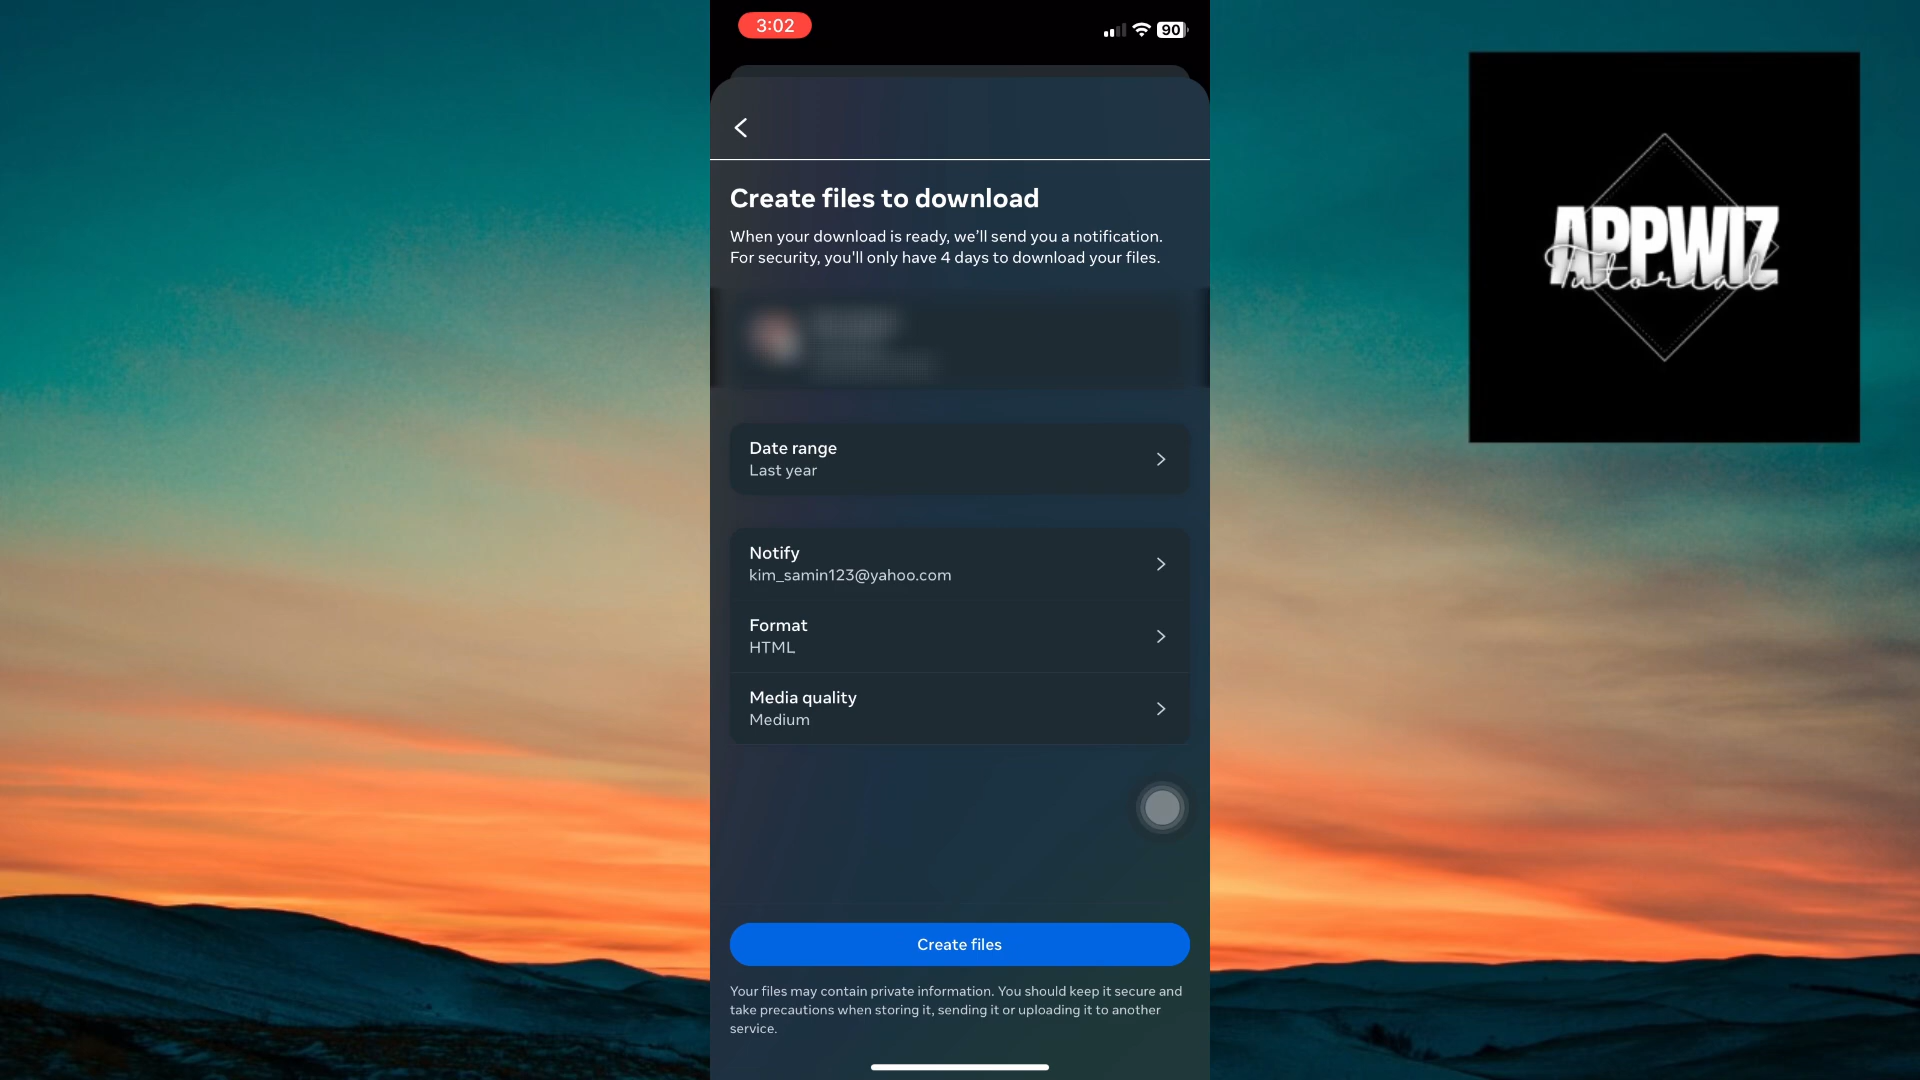 3:02
90
Create files to download
When your download is ready, we'll send you a notification.
For security, you'll only have 4 days to download your files.
Date range
Last year
Notify
kim_samin123@yahoo.com
Format
HTML
Media quality
Medium
Create files
Your files may contain private information. You should keep it secure and
take precautions when storing it, sending it or uploading it to another
service.
APPWIZ
Tutorial